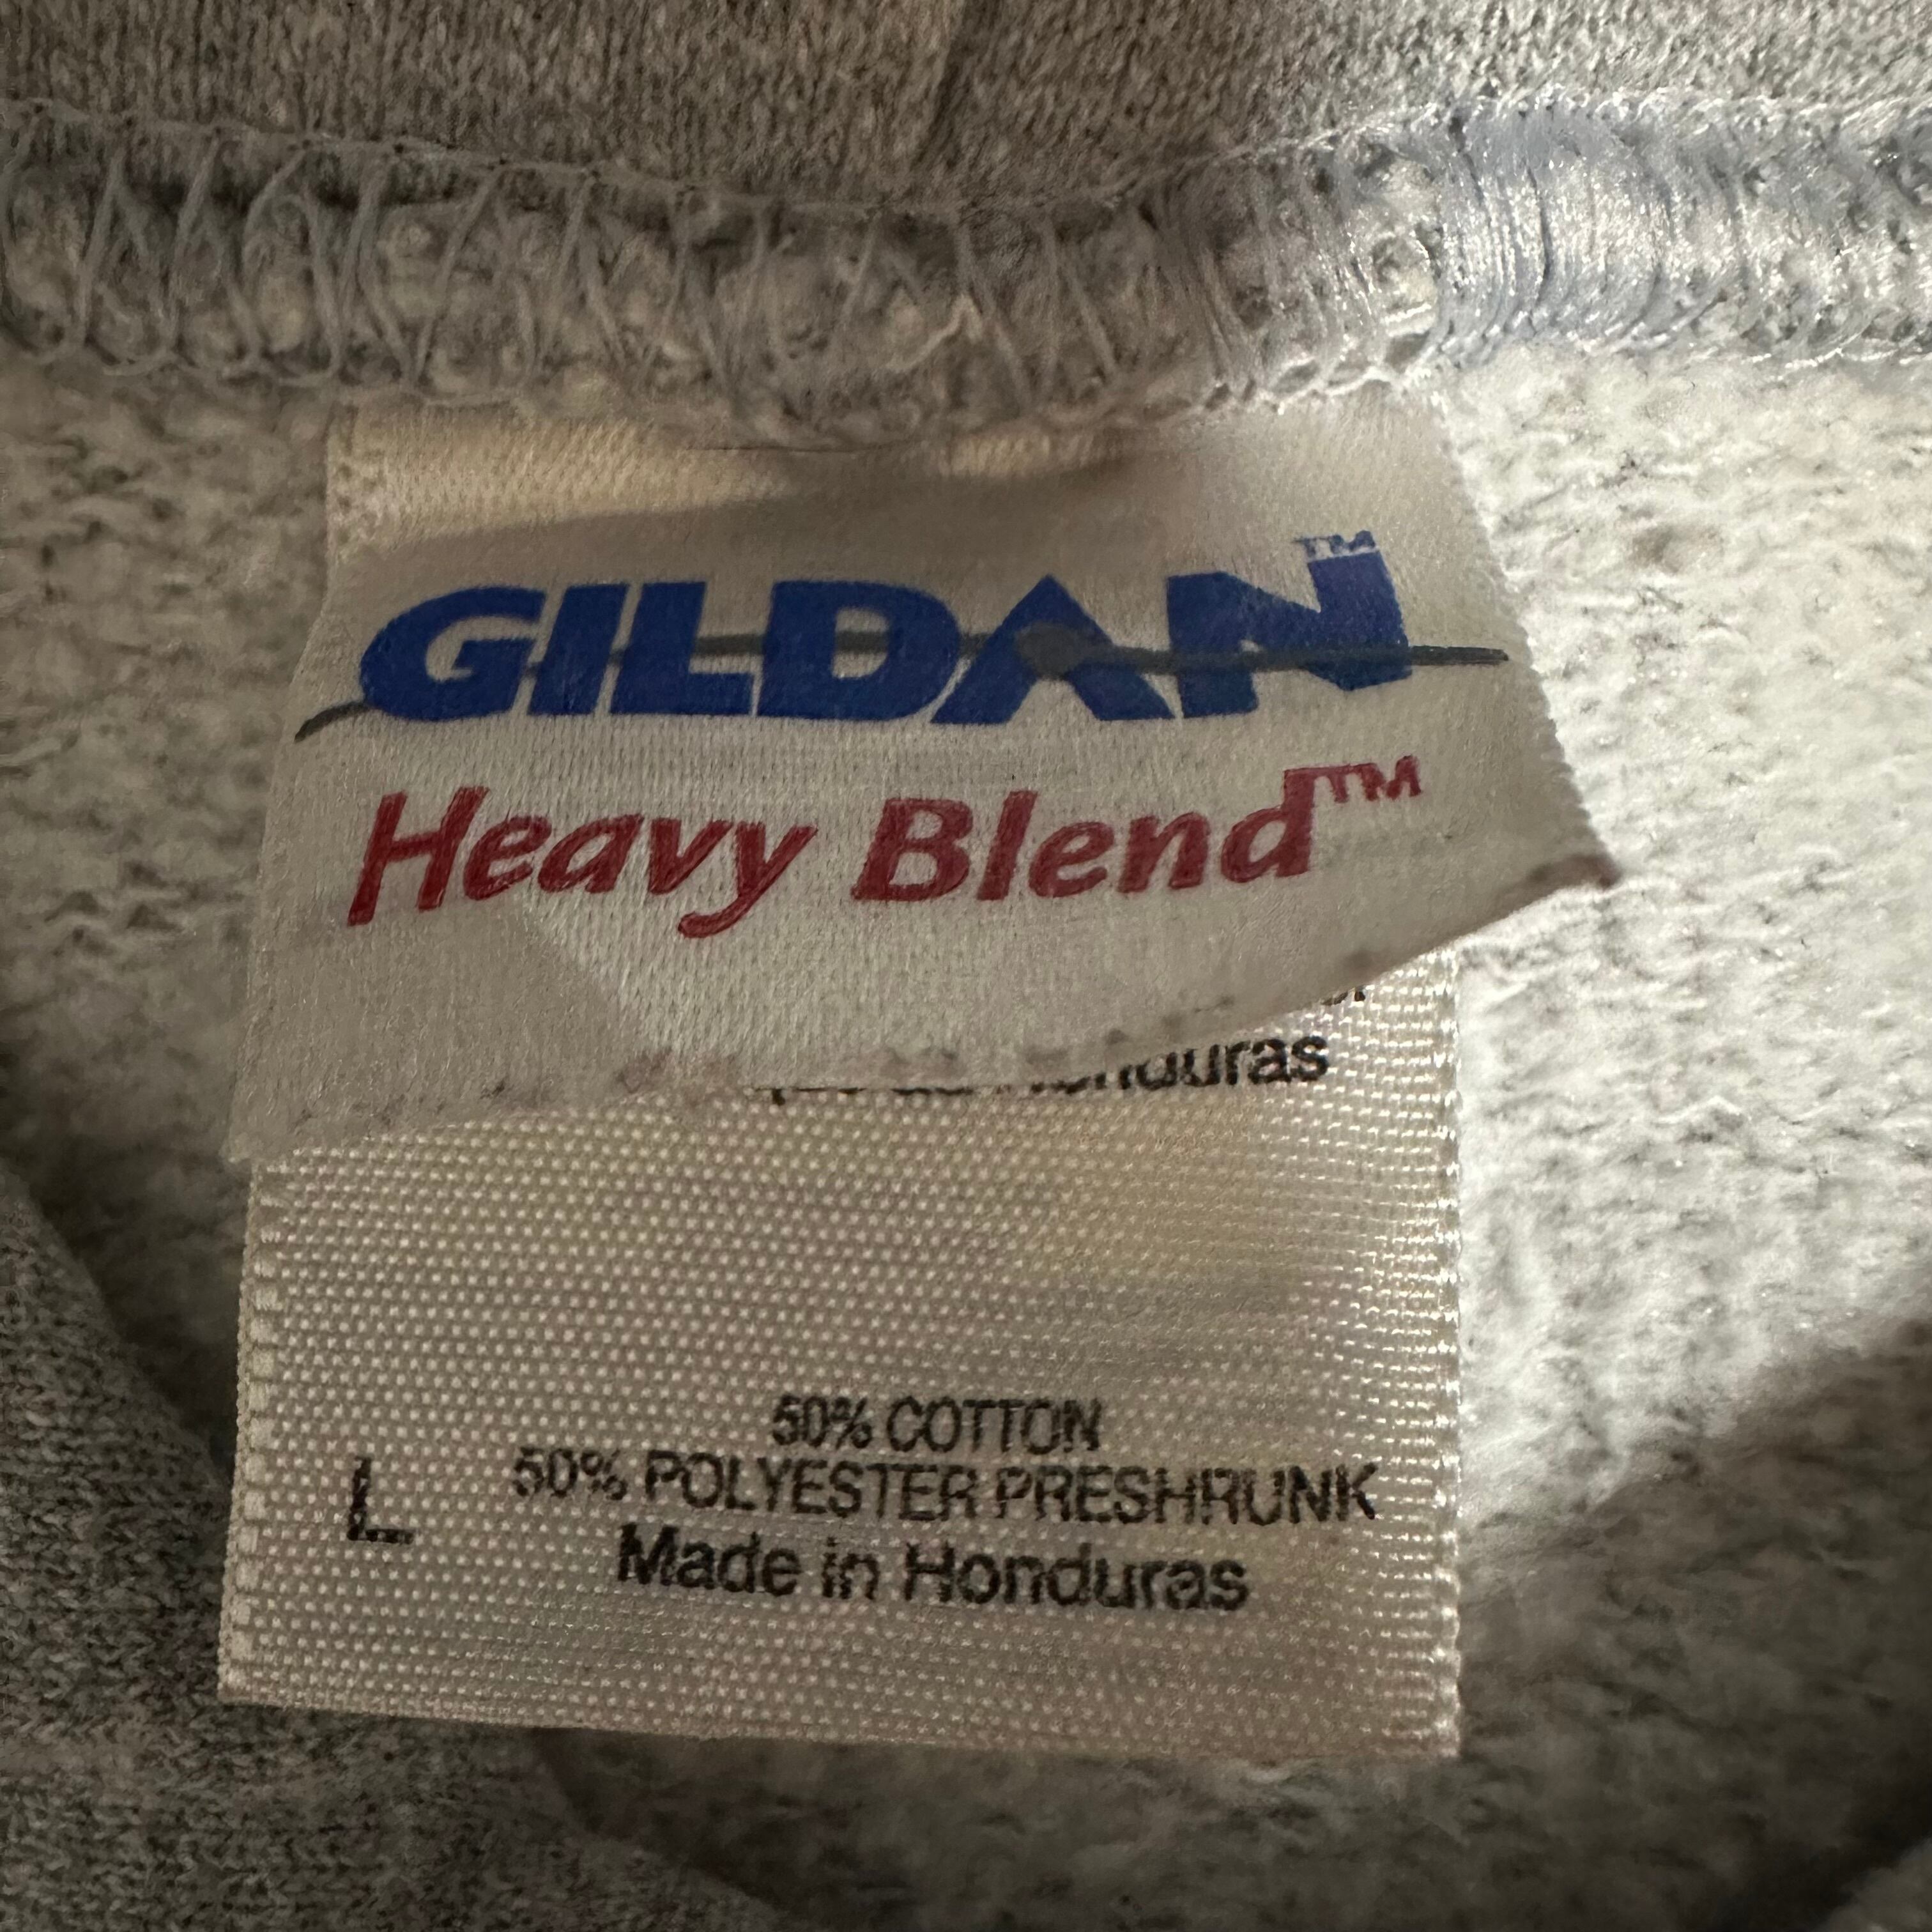 GILDAN™
Heavy Blend™
Honduras
50% COTTON
L 50% POLYESTER PRESHRUNK
Made in Honduras